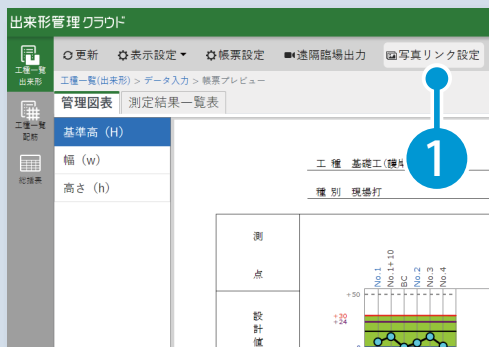 出来形管理クラウド
工種一覧
出来形
工種一覧
配筋
総括表
更新 表示設定 帳票設定 遠隔臨場出力 写真リンク設定
工種一覧(出来形) > データ入力 > 帳票プレビュー
管理図表 測定結果一覧表
基準高（H）
幅（w）
高さ（h）
1
工 種 基礎工(護岸
種 別 現場打
測
点
No.1
No.1+10
BC
No.2
No.3
No.4
設
計
値
+50
+30
+24
0